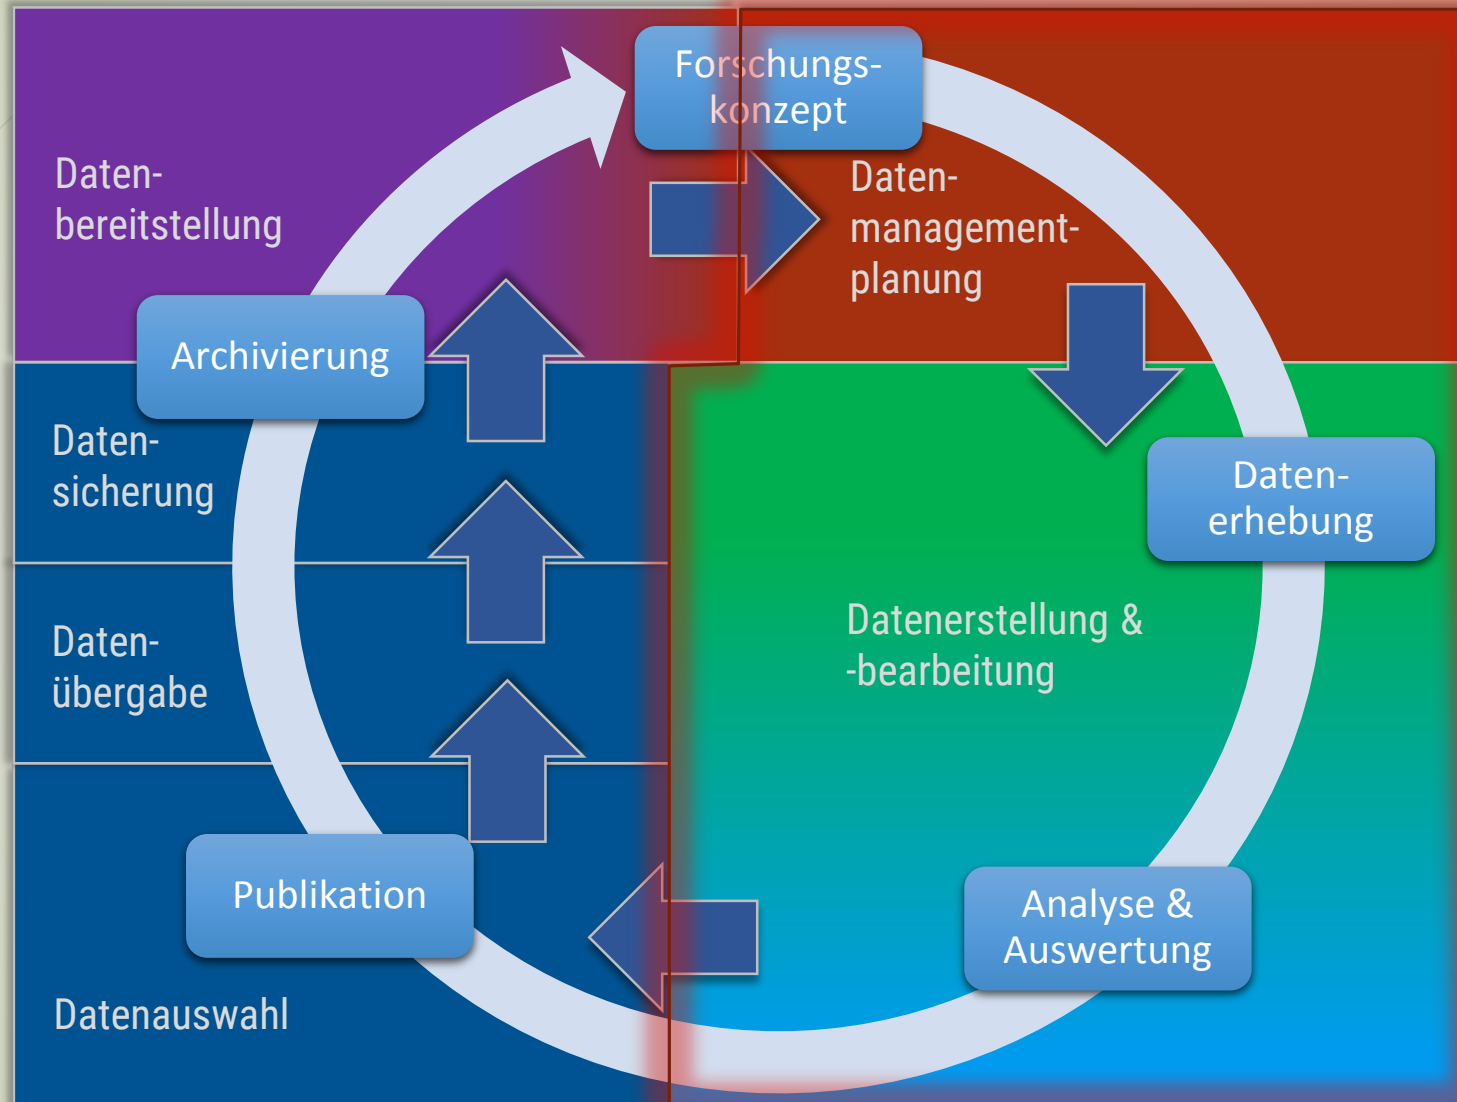 Forschungs-
konzept
Daten-
bereitstellung
Daten-
management-
planung
Archivierung
Daten-
sicherung
Daten-
erhebung
Daten-
übergabe
Datenerstellung &
-bearbeitung
Publikation
Analyse &
Auswertung
Datenauswahl